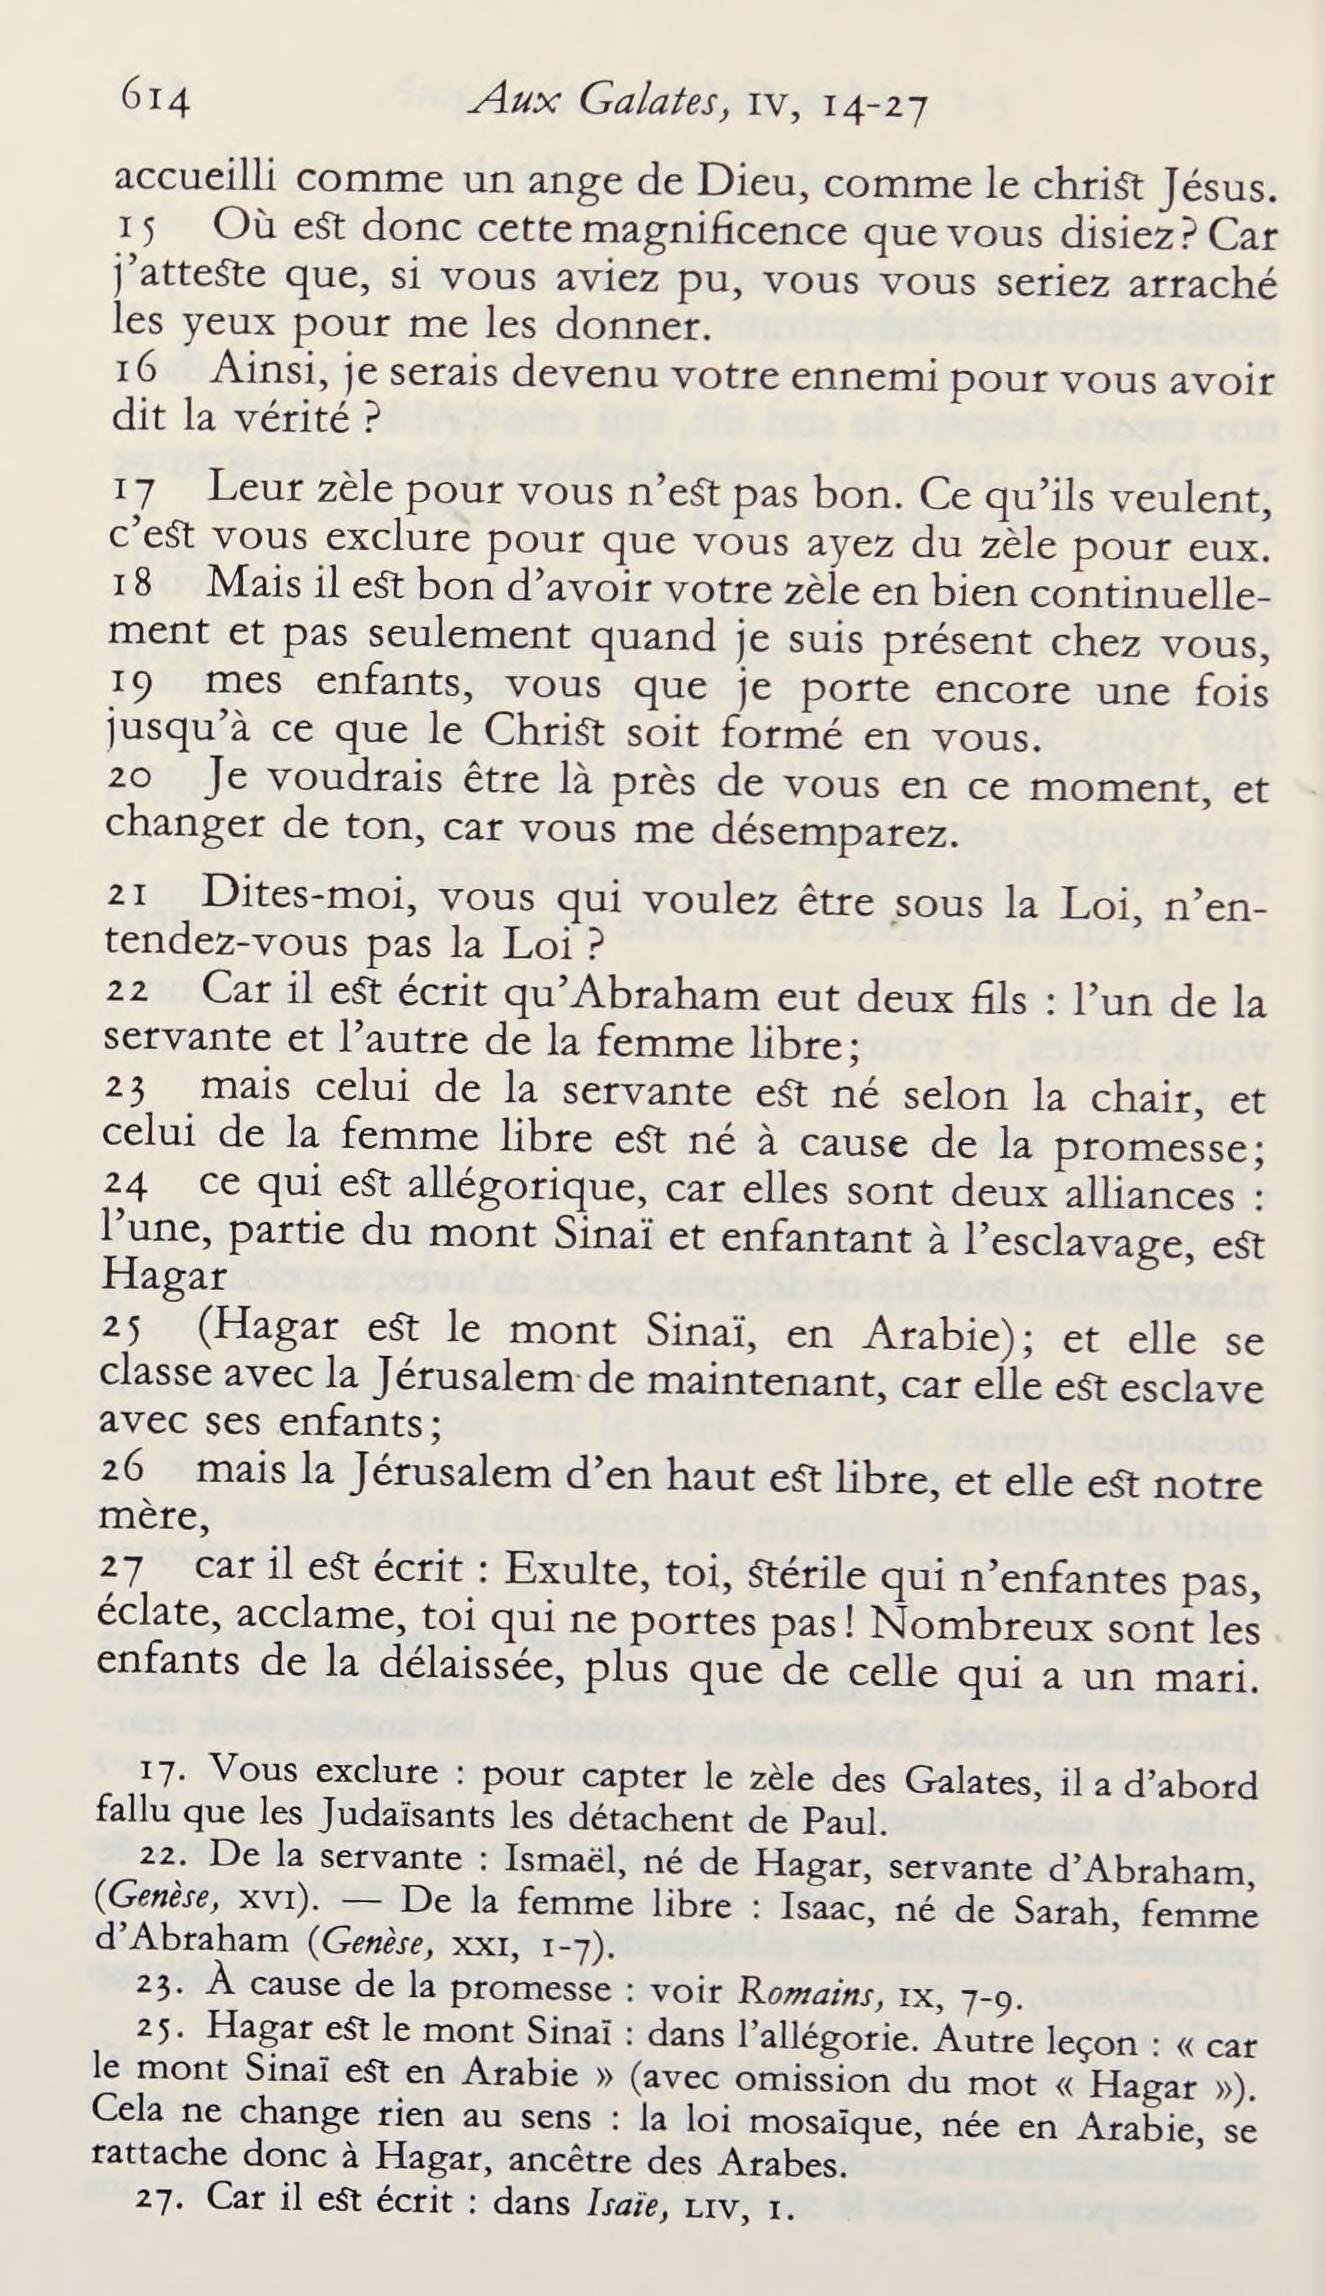 614 Aux Galates, IV, 14-27
accueilli comme un ange de Dieu, comme le christ Jésus.
15 Où est donc cette magnificence que vous disiez? Car
j'atteste que, si vous aviez pu, vous vous seriez arraché
les yeux pour me les donner.
16 Ainsi, je serais devenu votre ennemi pour vous avoir
dit la vérité ?
17 Leur zèle pour vous n'est pas bon. Ce qu'ils veulent,
c'est vous exclure pour que vous ayez du zèle pour eux.
18 Mais il est bon d'avoir votre zèle en bien continuelle-
ment et pas seulement quand je suis présent chez vous,
19 mes enfants, vous que je porte encore une fois
jusqu'à ce que le Christ soit formé en vous.
20 Je voudrais être là près de vous en ce moment, et
changer de ton, car vous me désemparez.
21 Dites-moi, vous qui voulez être sous la Loi, n'en-
tendez-vous pas la Loi ?
22 Car il est écrit qu'Abraham eut deux fils : l'un de la
servante et l'autre de la femme libre;
23 mais celui de la servante est né selon la chair, et
celui de la femme libre est né à cause de la promesse;
24 ce qui est allégorique, car elles sont deux alliances :
l'une, partie du mont Sinaï et enfantant à l'esclavage, est
Hagar
25 (Hagar est le mont Sinaï, en Arabie); et elle se
classe avec la Jérusalem de maintenant, car elle est esclave
avec ses enfants;
26 mais la Jérusalem d'en haut est libre, et elle est notre
mère,
27 car il est écrit : Exulte, toi, stérile qui n'enfantes pas,
éclate, acclame, toi qui ne portes pas! Nombreux sont les
enfants de la délaissée, plus que de celle qui a un mari.
17. Vous exclure : pour capter le zèle des Galates, il a d'abord
fallu que les Judaïsants les détachent de Paul.
22. De la servante : Ismaël, né de Hagar, servante d'Abraham,
(Genèse, XVI). — De la femme libre : Isaac, né de Sarah, femme
d'Abraham (Genèse, XXI, 1-7).
23. À cause de la promesse : voir Romains, IX, 7-9.
25. Hagar est le mont Sinaï : dans l'allégorie. Autre leçon : « car
le mont Sinaï est en Arabie » (avec omission du mot « Hagar »).
Cela ne change rien au sens : la loi mosaïque, née en Arabie, se
rattache donc à Hagar, ancêtre des Arabes.
27. Car il est écrit : dans Isaïe, LIV, 1.